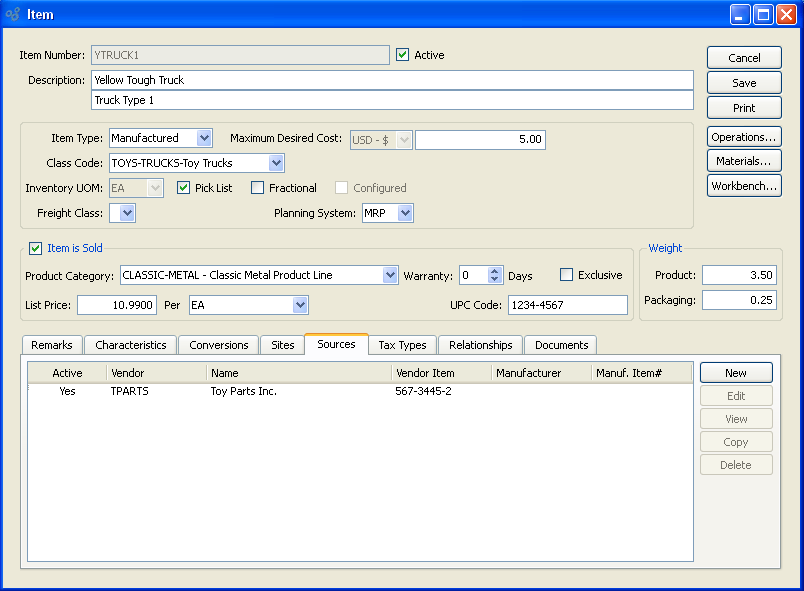 Item
Item Number: YTRUCK1 Active Cancel
Description: Yellow Tough Truck Save
Truck Type 1 Print
Item Type: Manufactured Maximum Desired Cost: USD - $ 5.00 Operations...
Class Code: TOYS-TRUCKS-Toy Trucks Materials...
Inventory UOM: EA Pick List Fractional Configured Workbench...
Freight Class: Planning System: MRP
Item is Sold Weight
Product Category: CLASSIC-METAL - Classic Metal Product Line Warranty: 0 Days Exclusive Product: 3.50
List Price: 10.9900 Per EA UPC Code: 1234-4567 Packaging: 0.25
Remarks Characteristics Conversions Sites Sources Tax Types Relationships Documents
Active Vendor Name Vendor Item Manufacturer Manuf. Item# New
Yes TPARTS Toy Parts Inc. 567-3445-2 Edit
View
Copy
Delete